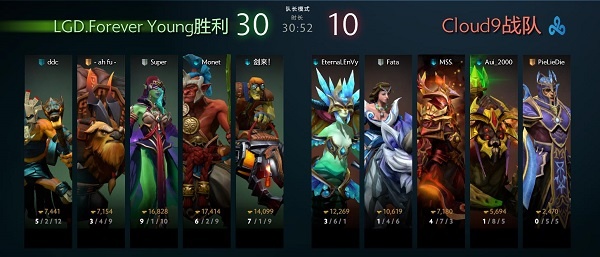 LGD.Forever Young胜利 30 队长模式 10 Cloud9战队
时长
30:52
ddc - ah fu - Super Monet 剑来! EternaLEnVy Fata MSS Aui_2000 PieLieDie
7,441 7,154 16,828 17,414 14,099 12,269 10,619 7,180 5,694 2,470
5 / 2 / 12 3 / 4 / 9 9 / 1 / 10 6 / 2 / 9 7 / 1 / 9 3 / 6 / 1 1 / 6 / 4 4 / 7 / 3 1 / 8 / 5 0 / 5 / 5